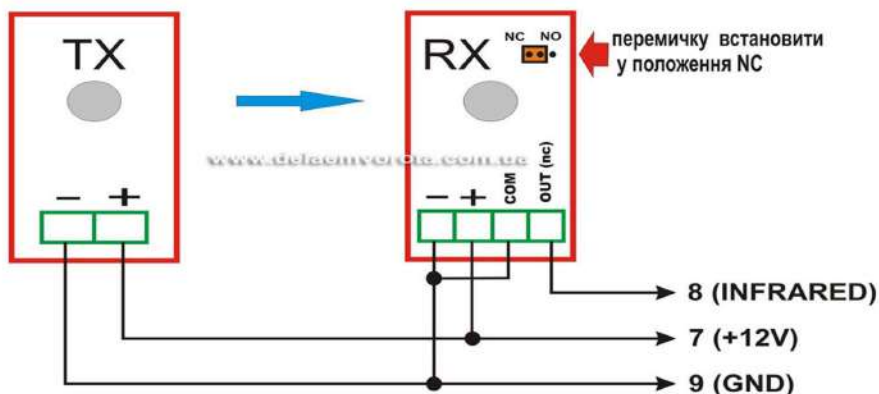 TX
RX
NC NO
перемичку встановити
у положення NC
www.delaemvorota.com.ua
− +
− + COM OUT (nc)
8 (INFRARED)
7 (+12V)
9 (GND)